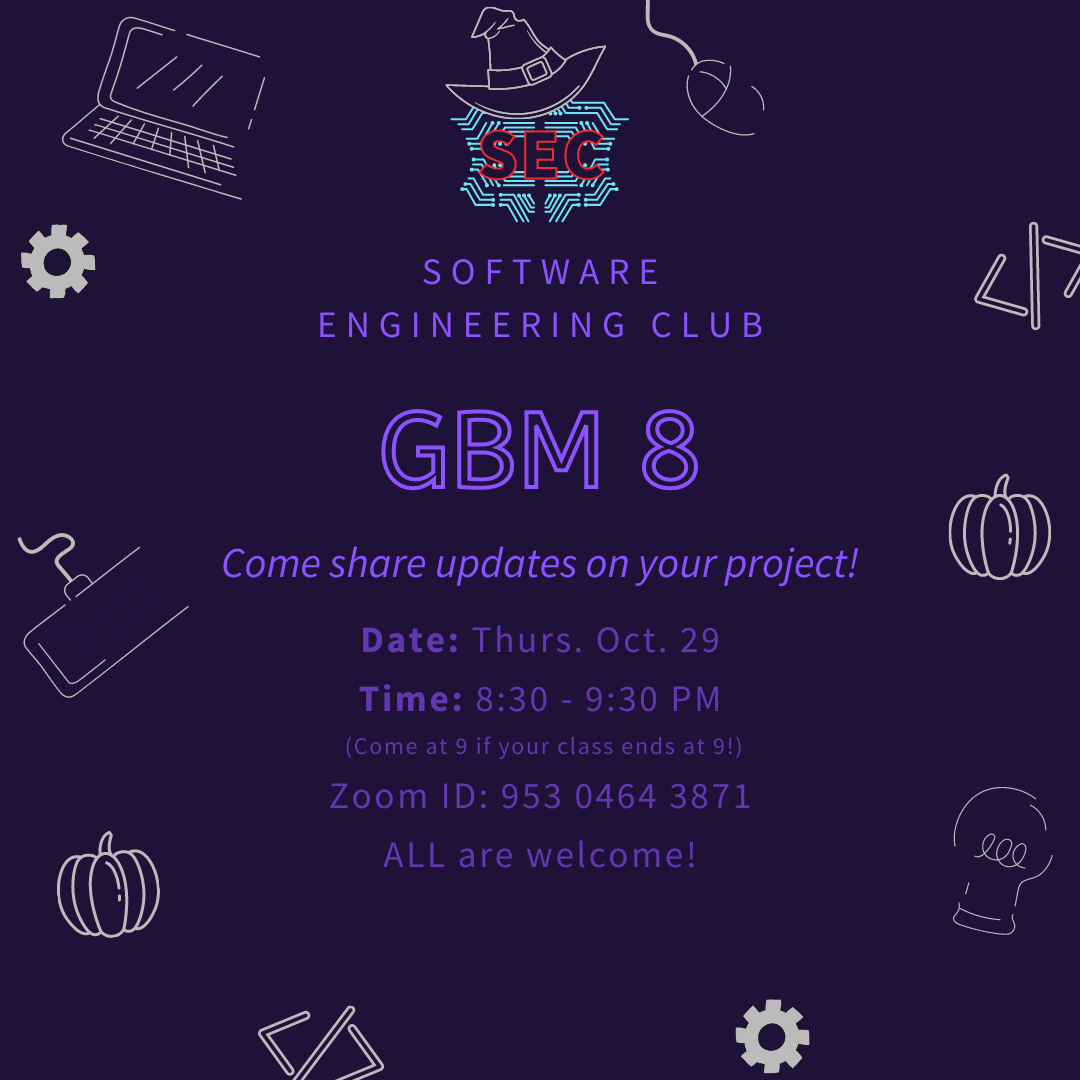 SEC
SOFTWARE
ENGINEERING CLUB
GBM 8
Come share updates on your project!
Date: Thurs. Oct. 29
Time: 8:30 - 9:30 PM
(Come at 9 if your class ends at 9!)
Zoom ID: 953 0464 3871
ALL are welcome!